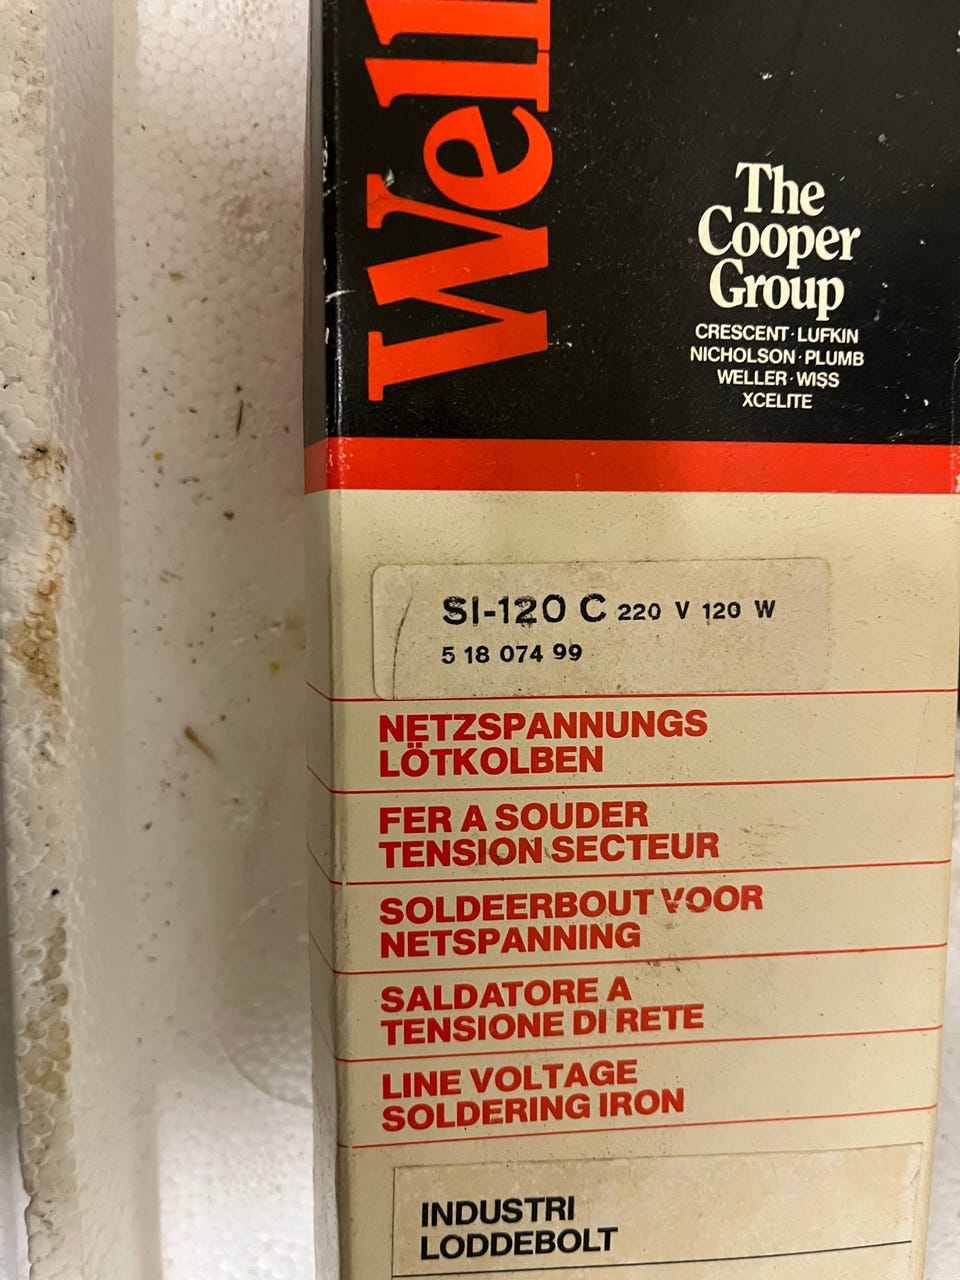 Well
The
Cooper
Group
CRESCENT·LUFKIN
NICHOLSON·PLUMB
WELLER·WISS
XCELITE
SI-120 C 220 V 120 W
5 18 074 99
NETZSPANNUNGS
LÖTKOLBEN
FER A SOUDER
TENSION SECTEUR
SOLDEERBOUT VOOR
NETSPANNING
SALDATORE A
TENSIONE DI RETE
LINE VOLTAGE
SOLDERING IRON
INDUSTRI
LODDEBOLT